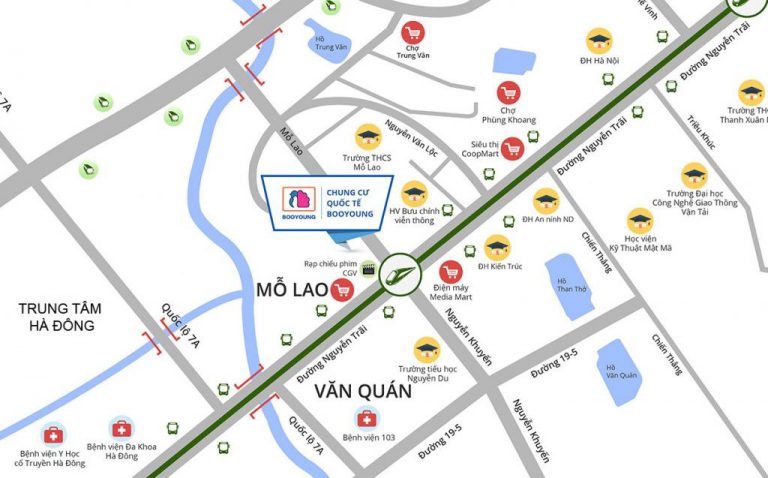 Hồ
Trung Văn
Chợ
Trung Văn
ĐH Hà Nội
Đường Nguyễn Trãi
Quốc lộ 7A
Mỗ Lao
Chợ
Phùng Khoang
Nguyễn Văn Lộc
Siêu thị
CoopMart
Đường Nguyễn Trãi
Triều Khúc
Trường THCS
Mỗ Lao
BOOYOUNG
CHUNG CƯ
QUỐC TẾ
BOOYOUNG
HV Bưu chính
viễn thông
ĐH An ninh ND
Trường Đại học
Công Nghệ Giao Thông
Vận Tải
Học viện
Kỹ Thuật Mật Mã
Chiến Thắng
ĐH Kiến Trúc
Rạp chiếu phim
CGV
MỖ LAO
Điện máy
Media Mart
Hồ
Than Thở
TRUNG TÂM
HÀ ĐÔNG
Quốc lộ 7A
Đường Nguyễn Trãi
Nguyễn Khuyến
Chiến Thắng
Trường tiểu học
Nguyễn Du
Đường 19-5
Hồ
Văn Quán
VĂN QUÁN
Bệnh viện 103
Quốc lộ 7A
Đường 19-5
Nguyễn Khuyến
Bệnh viện Y Học
cổ Truyền Hà Đông
Bệnh viện Đa Khoa
Hà Đông